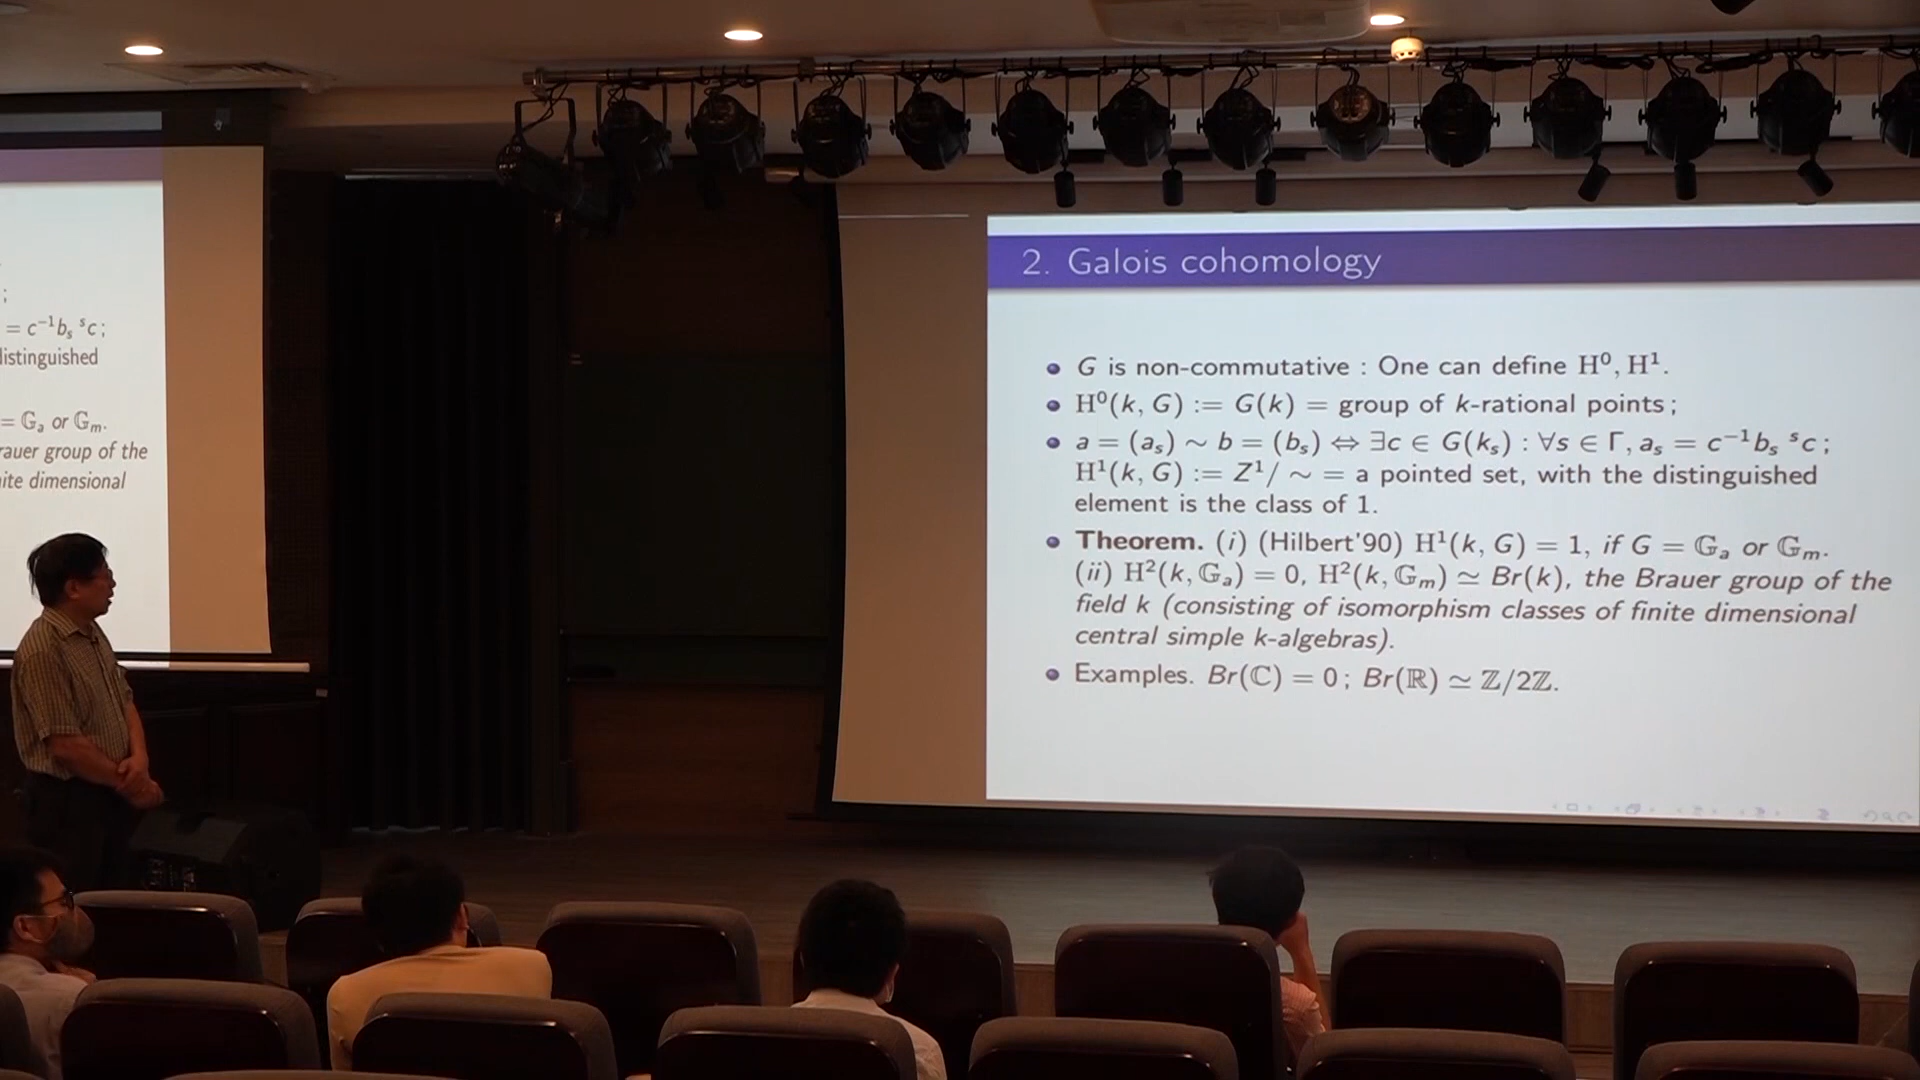 ;
= c⁻¹bₛ ˢc ;
listinguished
= 𝔾ₐ or 𝔾ₘ.
rauer group of the
ite dimensional
2. Galois cohomology
G is non-commutative : One can define H⁰, H¹.
H⁰(k, G) := G(k) = group of k-rational points ;
a = (aₛ) ∼ b = (bₛ) ⇔ ∃c ∈ G(kₛ) : ∀s ∈ Γ, aₛ = c⁻¹bₛ ˢc ;
H¹(k, G) := Z¹/ ∼ = a pointed set, with the distinguished
element is the class of 1.
Theorem. (i) (Hilbert'90) H¹(k, G) = 1, if G = 𝔾ₐ or 𝔾ₘ.
(ii) H²(k, 𝔾ₐ) = 0, H²(k, 𝔾ₘ) ≃ Br(k), the Brauer group of the
field k (consisting of isomorphism classes of finite dimensional
central simple k-algebras).
Examples. Br(ℂ) = 0 ; Br(ℝ) ≃ ℤ/2ℤ.